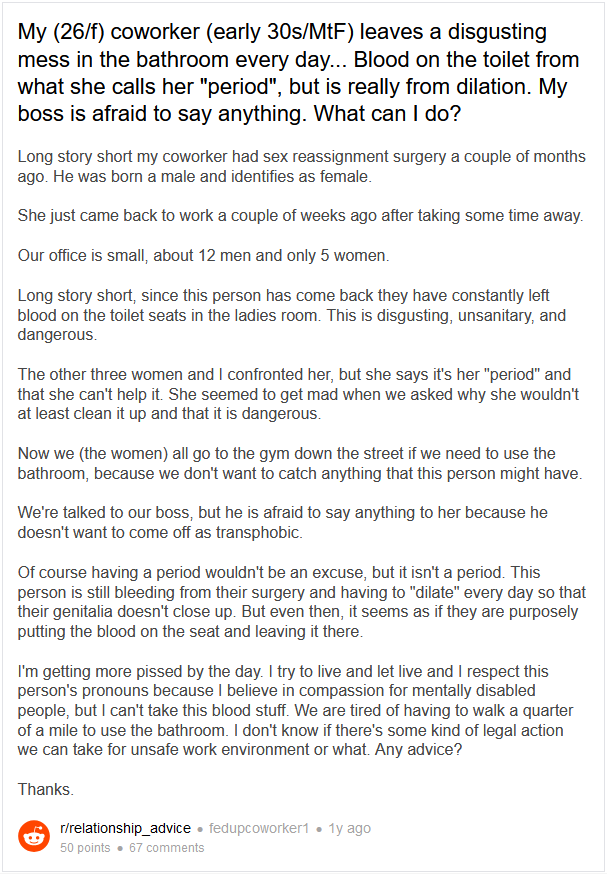 My (26/f) coworker (early 30s/MtF) leaves a disgusting
mess in the bathroom every day... Blood on the toilet from
what she calls her "period", but is really from dilation. My
boss is afraid to say anything. What can I do?
Long story short my coworker had sex reassignment surgery a couple of months
ago. He was born a male and identifies as female.
She just came back to work a couple of weeks ago after taking some time away.
Our office is small, about 12 men and only 5 women.
Long story short, since this person has come back they have constantly left
blood on the toilet seats in the ladies room. This is disgusting, unsanitary, and
dangerous.
The other three women and I confronted her, but she says it's her "period" and
that she can't help it. She seemed to get mad when we asked why she wouldn't
at least clean it up and that it is dangerous.
Now we (the women) all go to the gym down the street if we need to use the
bathroom, because we don't want to catch anything that this person might have.
We're talked to our boss, but he is afraid to say anything to her because he
doesn't want to come off as transphobic.
Of course having a period wouldn't be an excuse, but it isn't a period. This
person is still bleeding from their surgery and having to "dilate" every day so that
their genitalia doesn't close up. But even then, it seems as if they are purposely
putting the blood on the seat and leaving it there.
I'm getting more pissed by the day. I try to live and let live and I respect this
person's pronouns because I believe in compassion for mentally disabled
people, but I can't take this blood stuff. We are tired of having to walk a quarter
of a mile to use the bathroom. I don't know if there's some kind of legal action
we can take for unsafe work environment or what. Any advice?
Thanks.
r/relationship_advice • fedupcoworker1 • 1y ago
50 points • 67 comments